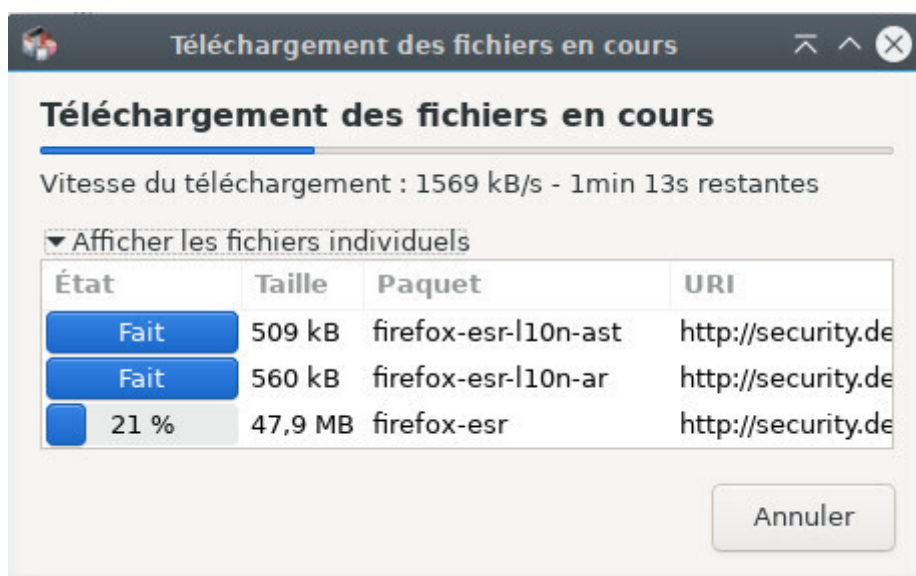 Téléchargement des fichiers en cours
Téléchargement des fichiers en cours
Vitesse du téléchargement : 1569 kB/s - 1min 13s restantes
Afficher les fichiers individuels
État Taille Paquet URI
Fait 509 kB firefox-esr-l10n-ast http://security.de
Fait 560 kB firefox-esr-l10n-ar http://security.de
21 % 47,9 MB firefox-esr http://security.de
Annuler